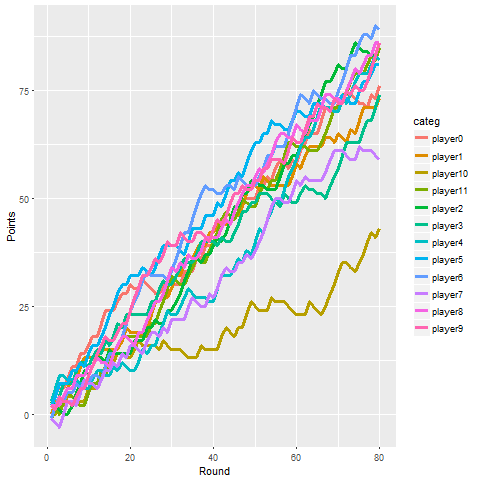 75
50
25
0
Points
0
20
40
60
80
Round
categ
player0
player1
player10
player11
player2
player3
player4
player5
player6
player7
player8
player9